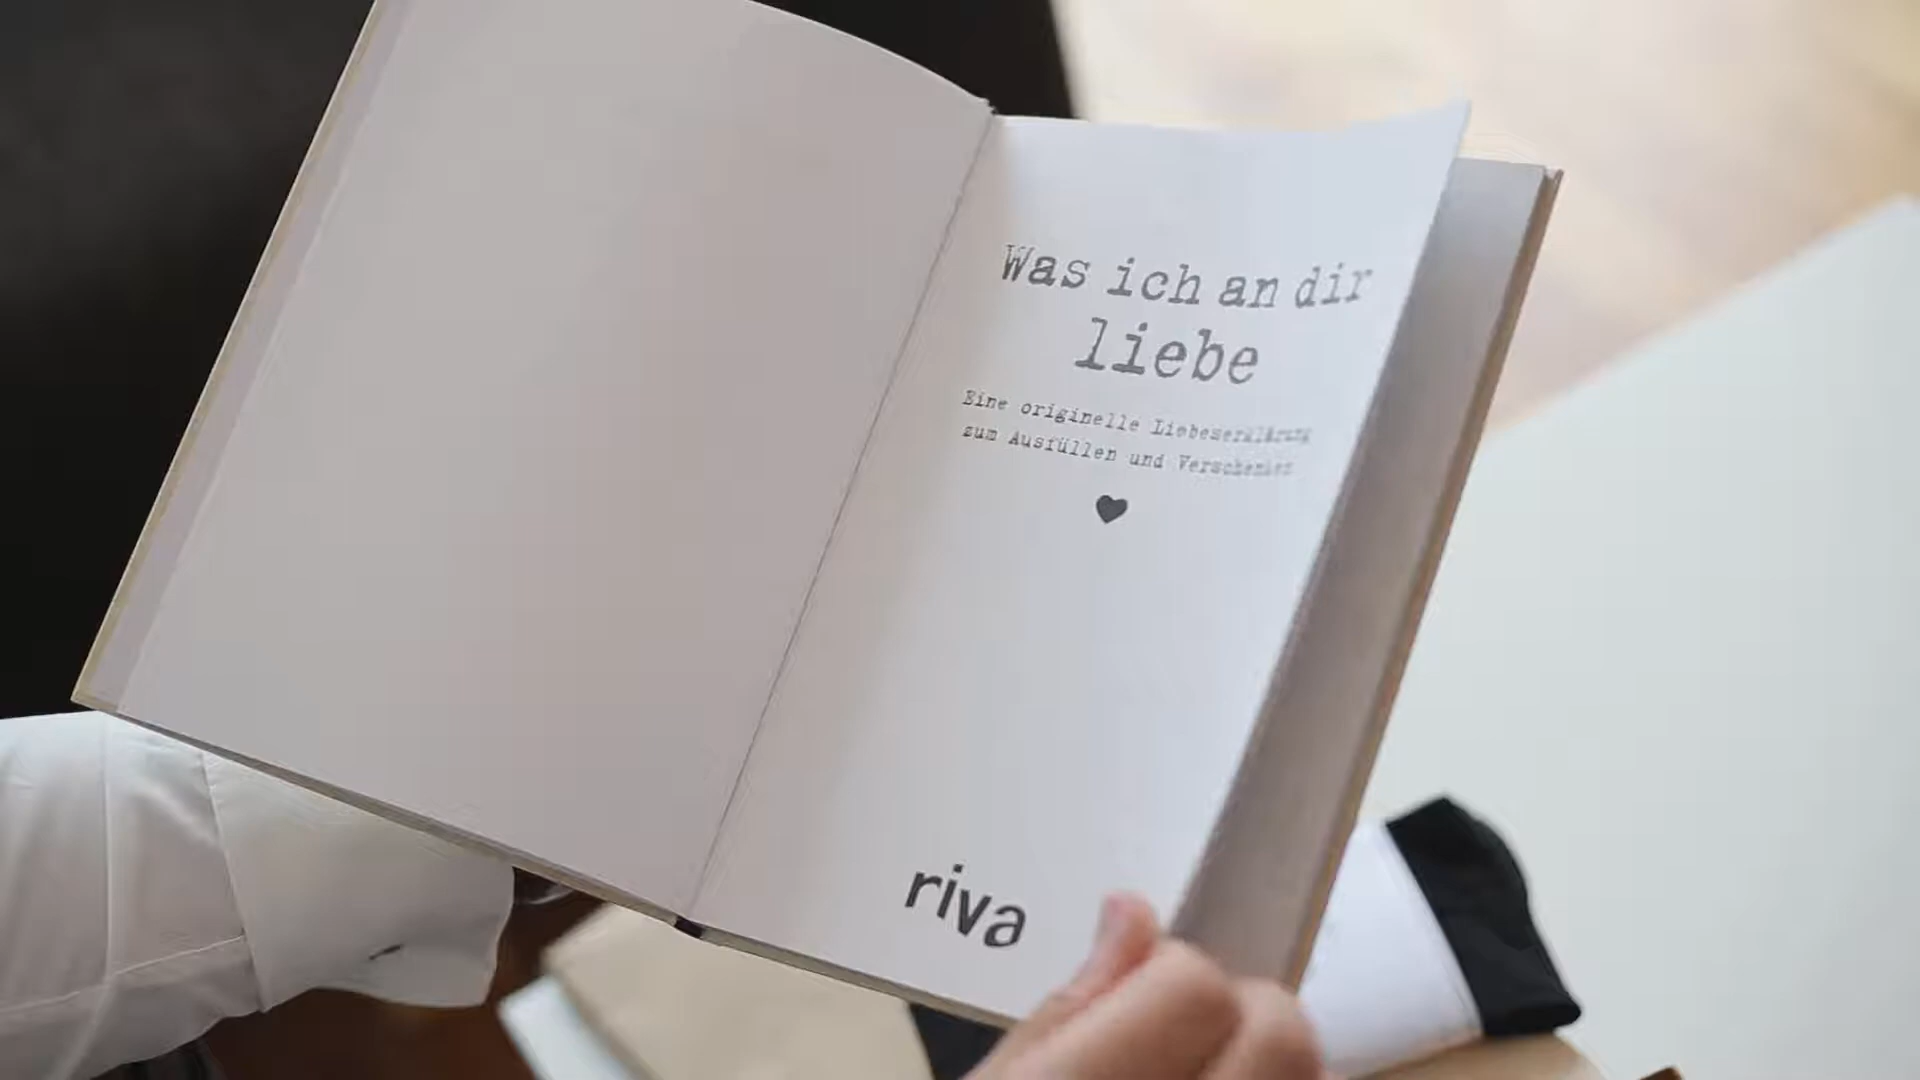 Was ich an dir
liebe
Eine originelle Liebeserklärung
zum Ausfüllen und Verschenken
riva